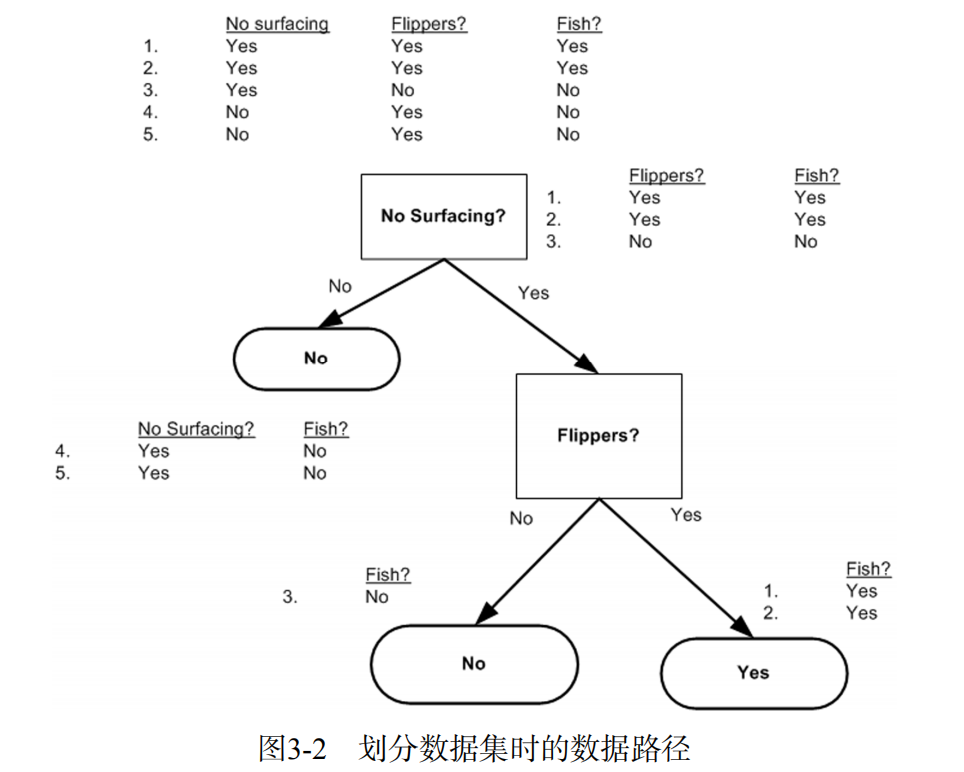 No surfacing Flippers? Fish?
1. Yes Yes Yes
2. Yes Yes Yes
3. Yes No No
4. No Yes No
5. No Yes No
Flippers? Fish?
1. Yes Yes
2. Yes Yes
3. No No
No Surfacing?
No
Yes
No
Flippers?
No Surfacing? Fish?
4. Yes No
5. Yes No
No
Yes
Fish?
3. No
Fish?
1. Yes
2. Yes
No
Yes
图3-2 划分数据集时的数据路径